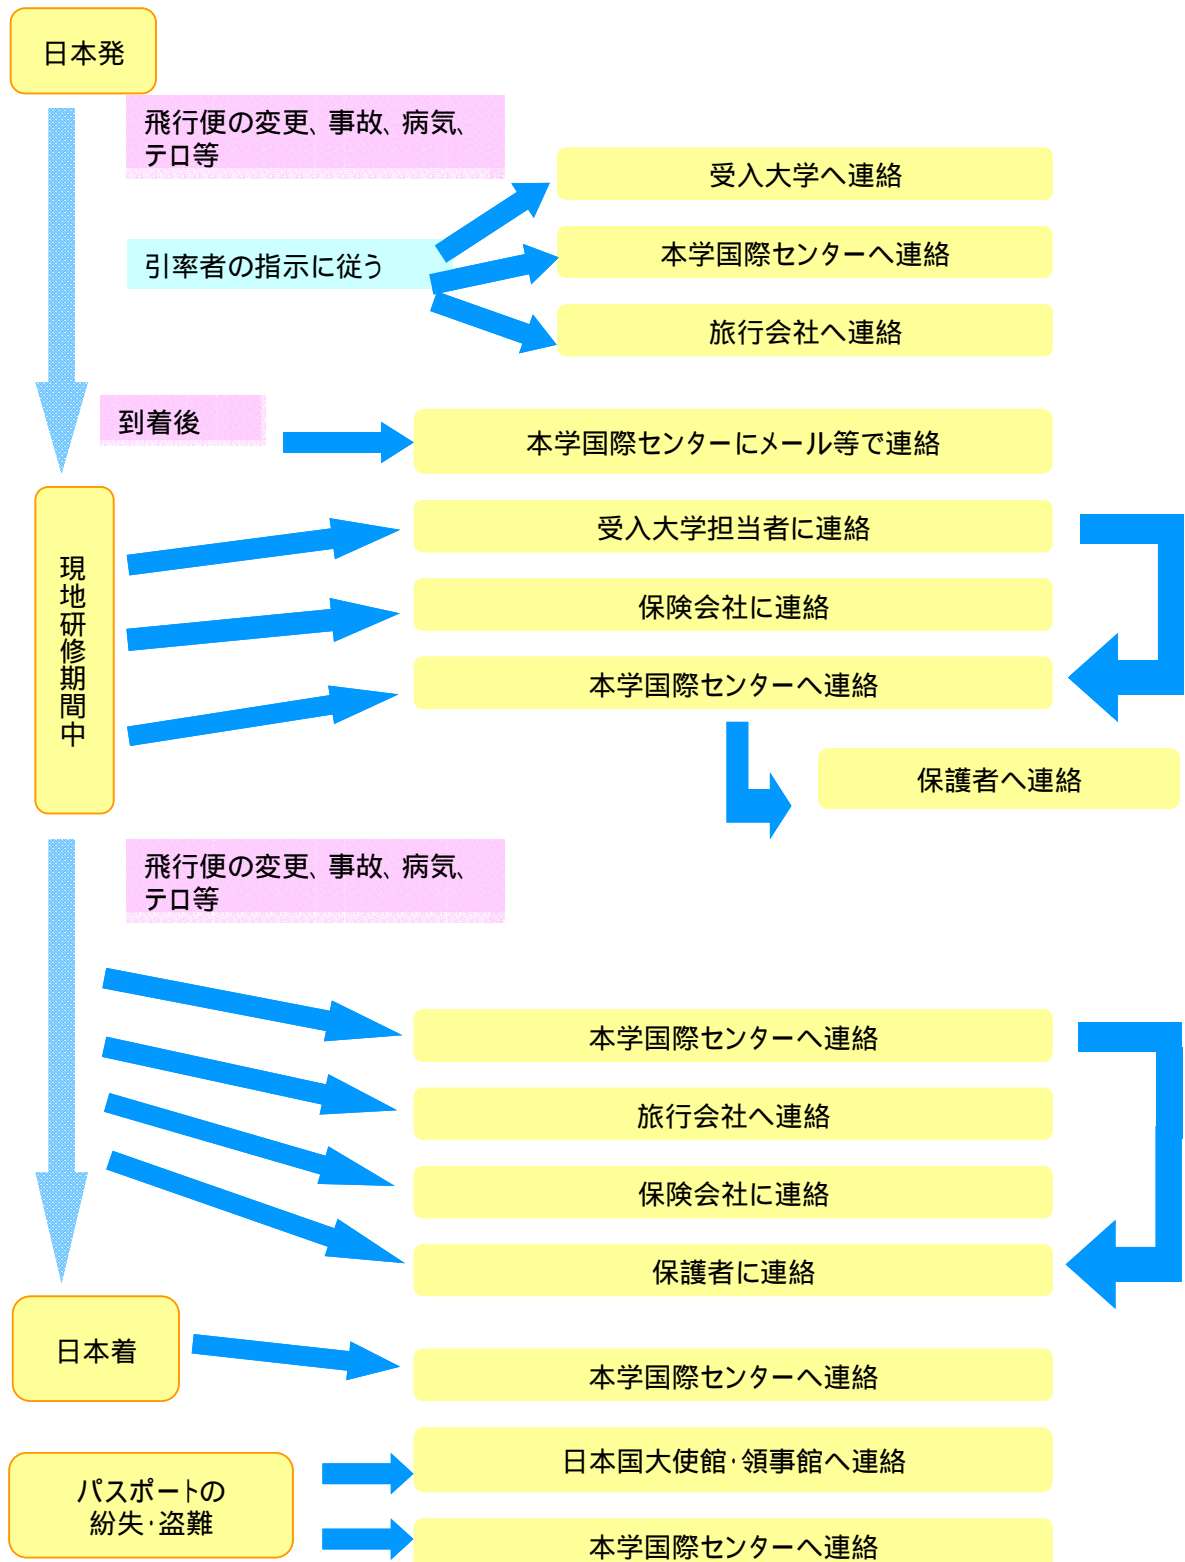 日本発
飛行便の変更、事故、病気、
テロ等
受入大学へ連絡
本学国際センターへ連絡
引率者の指示に従う
旅行会社へ連絡
到着後
本学国際センターにメール等で連絡
受入大学担当者に連絡
現地研修期間中
保険会社に連絡
本学国際センターへ連絡
保護者へ連絡
飛行便の変更、事故、病気、
テロ等
本学国際センターへ連絡
旅行会社へ連絡
保険会社に連絡
保護者に連絡
日本着
本学国際センターへ連絡
日本国大使館・領事館へ連絡
パスポートの
紛失・盗難
本学国際センターへ連絡